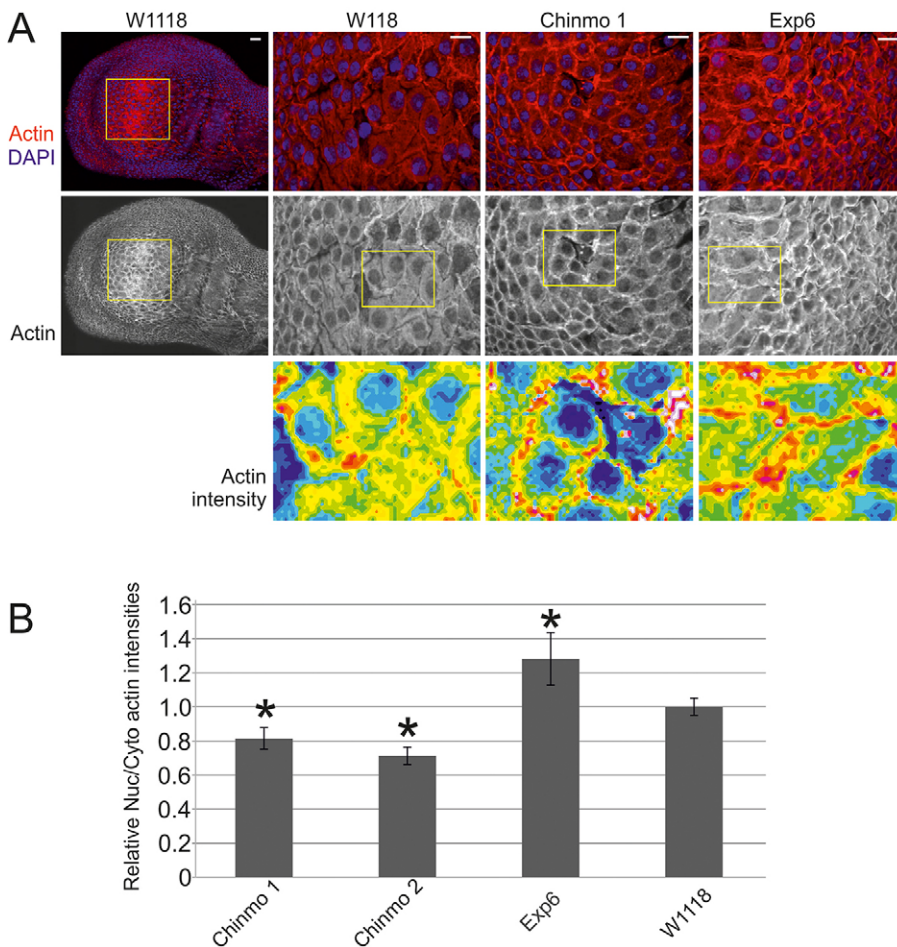 A
W1118
W118
Chinmo 1
Exp6
Actin
DAPI
Actin
Actin
intensity
B
Relative Nuc/Cyto actin intensities
1.6
1.4
1.2
1.0
0.8
0.6
0.4
0.2
0
*
*
*
Chinmo 1
Chinmo 2
Exp6
W1118